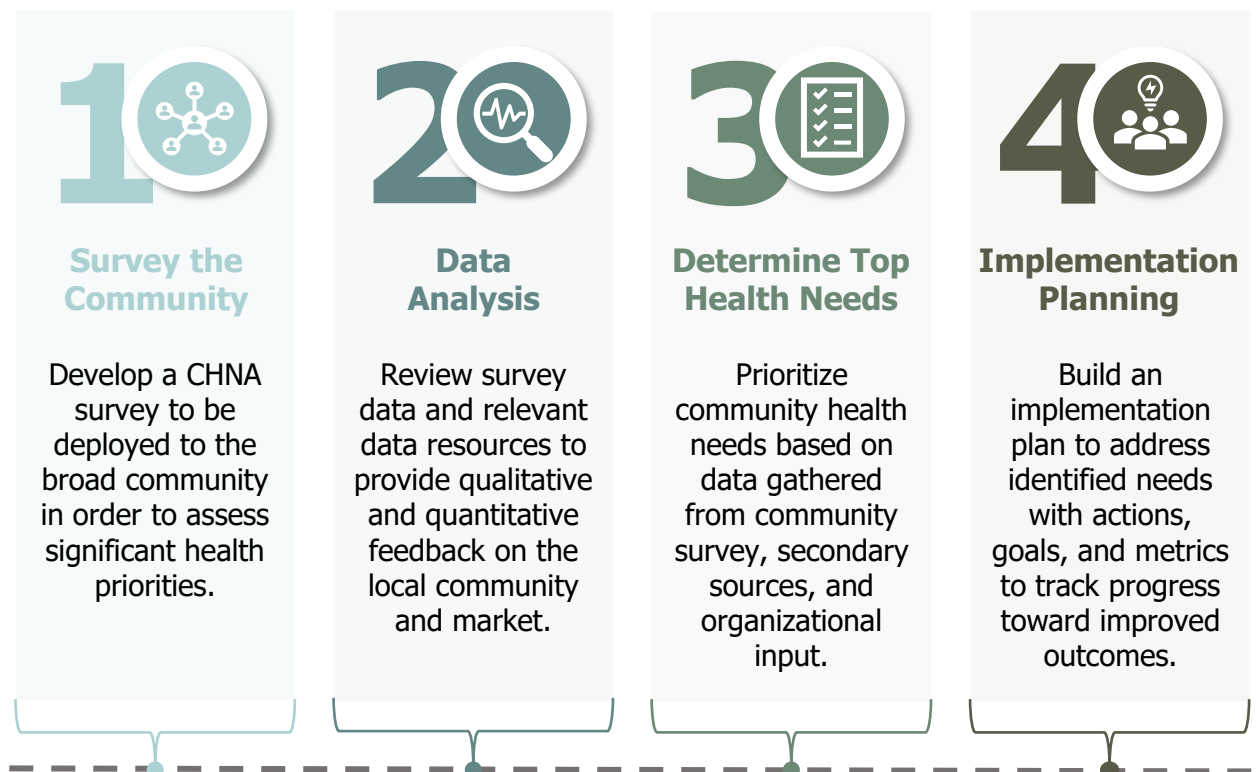 1
Survey the
Community
Develop a CHNA
survey to be
deployed to the
broad community
in order to assess
significant health
priorities.
2
Data
Analysis
Review survey
data and relevant
data resources to
provide qualitative
and quantitative
feedback on the
local community
and market.
3
Determine Top
Health Needs
Prioritize
community health
needs based on
data gathered
from community
survey, secondary
sources, and
organizational
input.
4
Implementation
Planning
Build an
implementation
plan to address
identified needs
with actions,
goals, and metrics
to track progress
toward improved
outcomes.